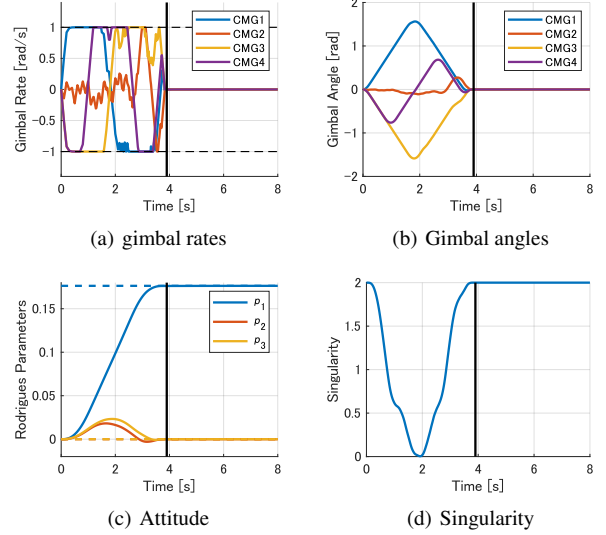 Gimbal Rate [rad/s]
1
0.5
0
-0.5
-1
CMG1
CMG2
CMG3
CMG4
0 2 4 6 8
Time [s]
(a) gimbal rates
Gimbal Angle [rad]
2
1
0
-1
-2
CMG1
CMG2
CMG3
CMG4
0 2 4 6 8
Time [s]
(b) Gimbal angles
Rodrigues Parameters
0.15
0.1
0.05
0
p1
p2
p3
0 2 4 6 8
Time [s]
(c) Attitude
Singularity
2
1.5
1
0.5
0
0 2 4 6 8
Time [s]
(d) Singularity